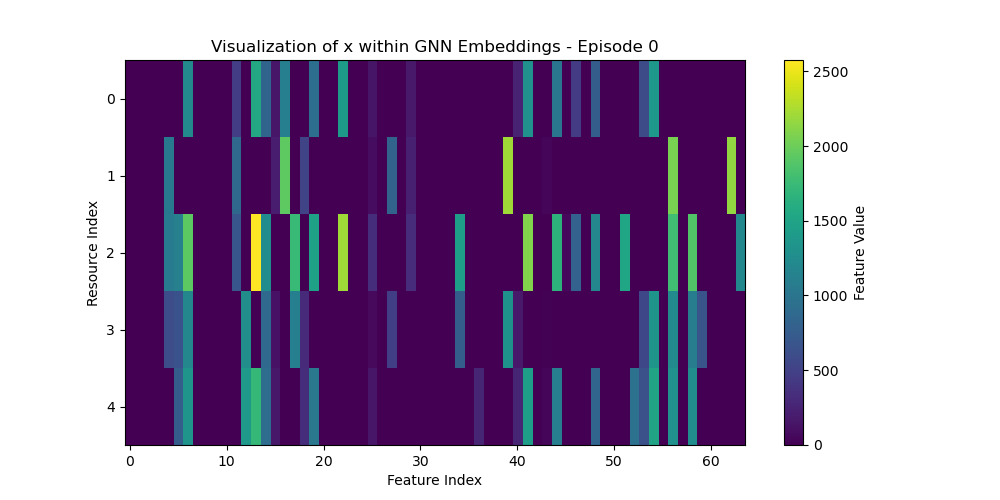 Visualization of x within GNN Embeddings - Episode 0
Resource Index
0
1
2
3
4
0 10 20 30 40 50 60
Feature Index
2500
2000
1500
1000
500
0
Feature Value